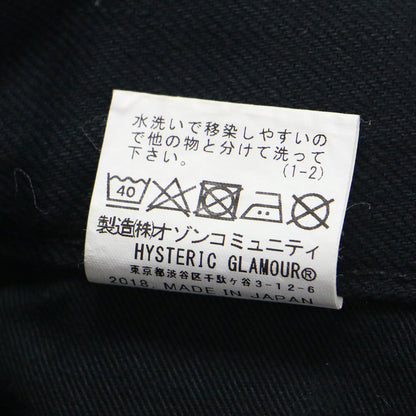 水洗いで移染しやすいの
で他の物と分けて洗って
下さい。 (1-2)
40
製造(株)オゾンコミュニティ
HYSTERIC GLAMOUR®
東京都渋谷区千駄ヶ谷3-12-6
2018 MADE IN JAPAN